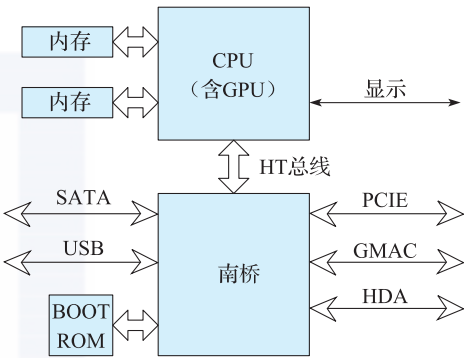 内存
CPU
（含GPU）
内存
显示
HT总线
SATA
PCIE
USB
南桥
GMAC
HDA
BOOT
ROM